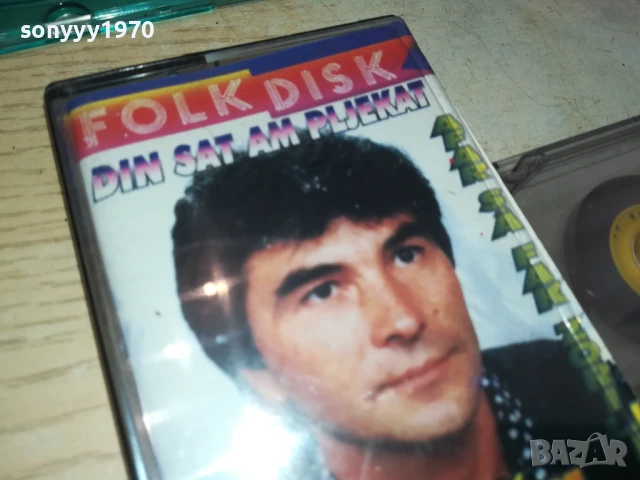 sonyyy1970
FOLK DISK
DIN SAT AM PLJEKAT
BAZAR